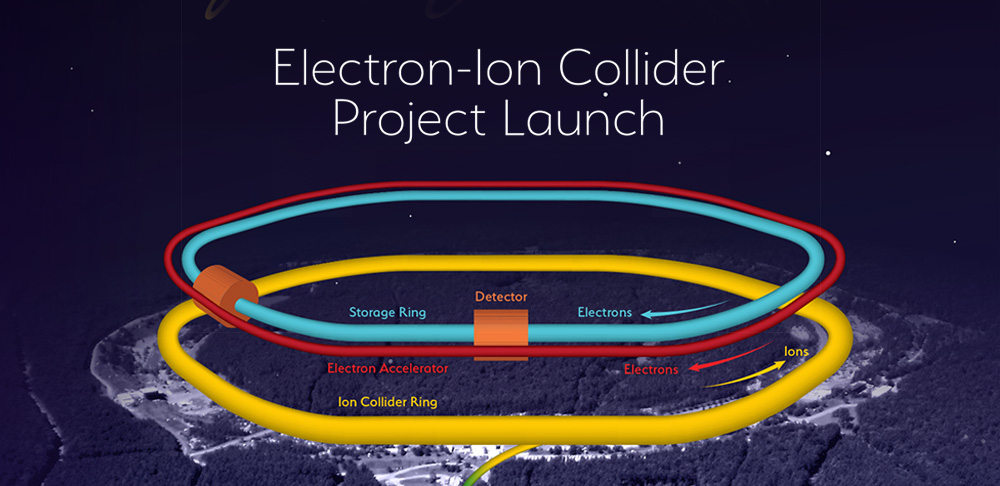 Electron-Ion Collider
Project Launch
Detector
Storage Ring
Electrons
Ions
Electron Accelerator
Electrons
Ion Collider Ring